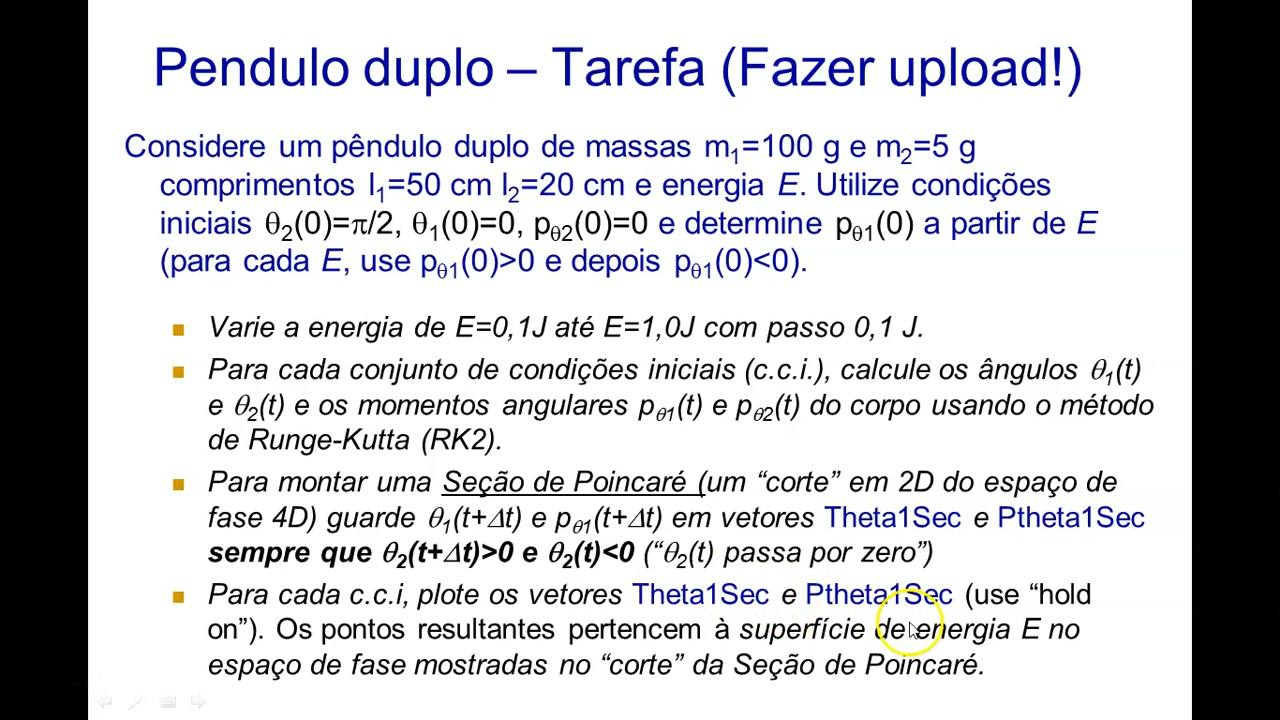 Pendulo duplo – Tarefa (Fazer upload!)
Considere um pêndulo duplo de massas m1=100 g e m2=5 g
comprimentos l1=50 cm l2=20 cm e energia E. Utilize condições
iniciais θ2(0)=π/2, θ1(0)=0, pθ2(0)=0 e determine pθ1(0) a partir de E
(para cada E, use pθ1(0)>0 e depois pθ1(0)<0).
Varie a energia de E=0,1J até E=1,0J com passo 0,1 J.
Para cada conjunto de condições iniciais (c.c.i.), calcule os ângulos θ1(t)
e θ2(t) e os momentos angulares pθ1(t) e pθ2(t) do corpo usando o método
de Runge-Kutta (RK2).
Para montar uma Seção de Poincaré (um “corte” em 2D do espaço de
fase 4D) guarde θ1(t+Δt) e pθ1(t+Δt) em vetores Theta1Sec e Ptheta1Sec
sempre que θ2(t+Δt)>0 e θ2(t)<0 (“θ2(t) passa por zero”)
Para cada c.c.i, plote os vetores Theta1Sec e Ptheta1Sec (use “hold
on”). Os pontos resultantes pertencem à superfície de energia E no
espaço de fase mostradas no “corte” da Seção de Poincaré.